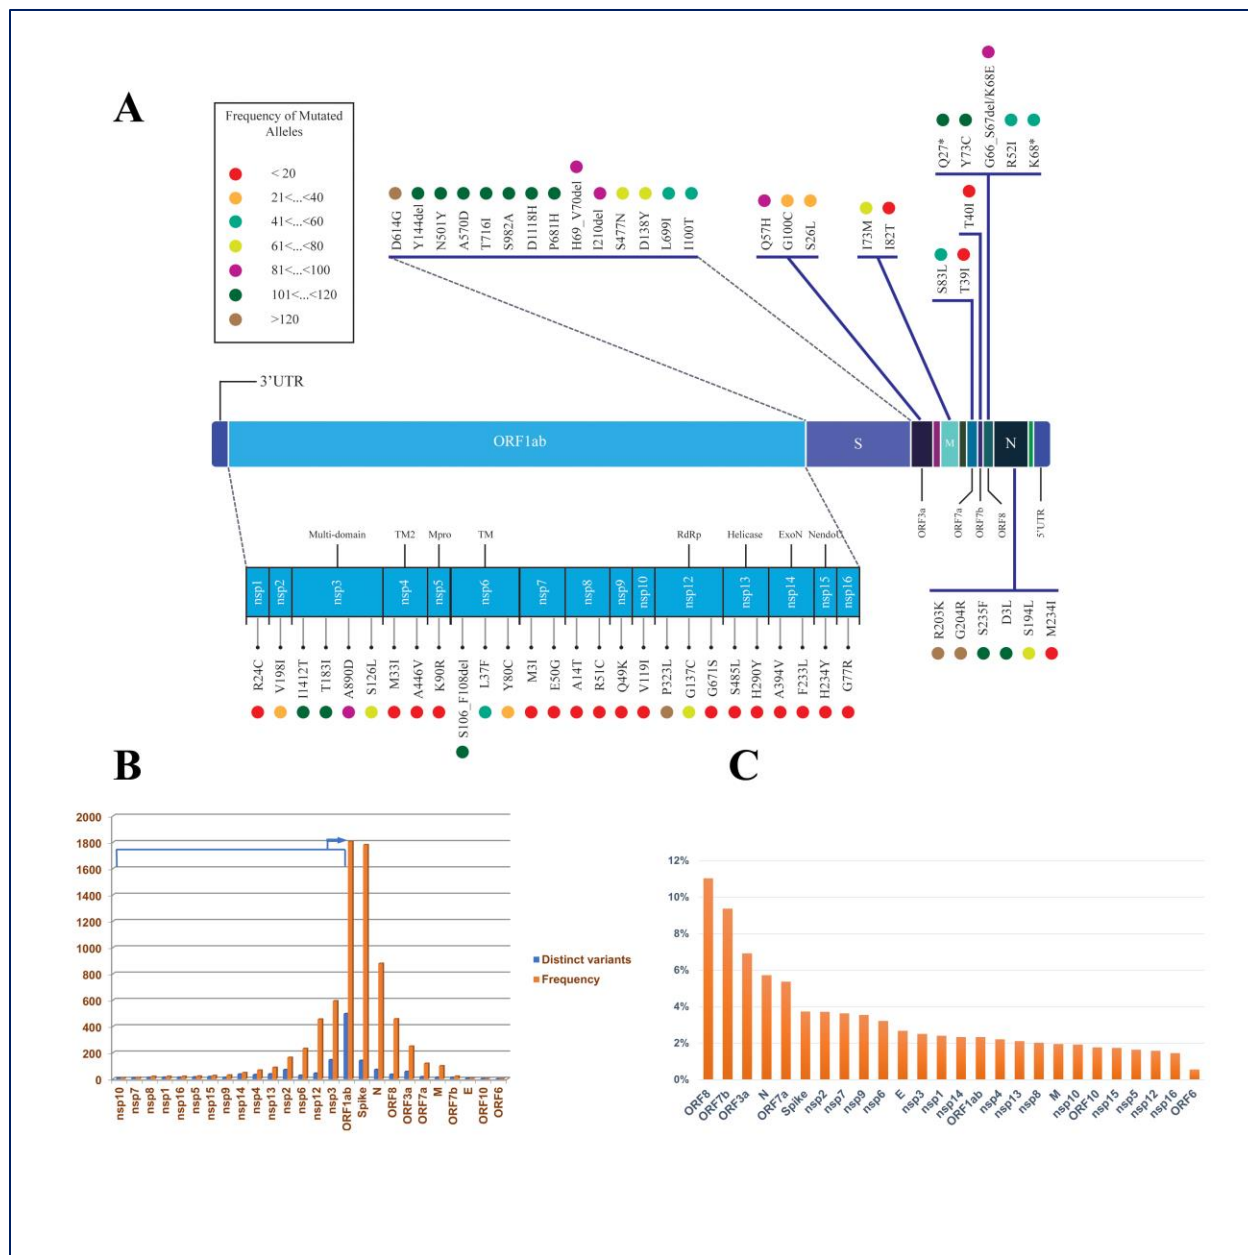 A
Frequency of Mutated
Alleles
< 20
21<...<40
41<...<60
61<...<80
81<...<100
101<...<120
>120
D614G
Y144del
N501Y
A570D
T716I
S982A
D1118H
P681H
H69_V70del
I210del
S477N
D138Y
L699I
I100T
Q57H
G100C
S26L
I73M
I82T
S83L
T39I
T40I
Q27*
Y73C
G66_S67del/K68E
R52I
K68*
3'UTR
ORF1ab
S
M
N
ORF3a
ORF7a
ORF7b
ORF8
5'UTR
Multi-domain
TM2
Mpro
TM
RdRp
Helicase
ExoN
NendoU
nsp1
nsp2
nsp3
nsp4
nsp5
nsp6
nsp7
nsp8
nsp9
nsp10
nsp12
nsp13
nsp14
nsp15
nsp16
R24C
V198I
I1412T
T183I
A890D
S126L
M33I
A446V
K90R
S106_F108del
L37F
Y80C
M3I
E50G
A14T
R51C
Q49K
V119I
P323L
G137C
G671S
S485L
H290Y
A394V
F233L
H234Y
G77R
R203K
G204R
S235F
D3L
S194L
M234I
B
2000
1800
1600
1400
1200
1000
800
600
400
200
0
nsp10
nsp7
nsp8
nsp1
nsp16
nsp5
nsp15
nsp9
nsp14
nsp4
nsp13
nsp2
nsp6
nsp12
nsp3
ORF1ab
Spike
N
ORF8
ORF3a
ORF7a
M
ORF7b
E
ORF10
ORF6
Distinct variants
Frequency
C
12%
10%
8%
6%
4%
2%
0%
ORF8
ORF7b
ORF3a
N
ORF7a
Spike
nsp2
nsp7
nsp9
nsp6
E
nsp3
nsp1
nsp14
ORF1ab
nsp4
nsp13
nsp8
M
nsp10
ORF10
nsp15
nsp5
nsp12
nsp16
ORF6